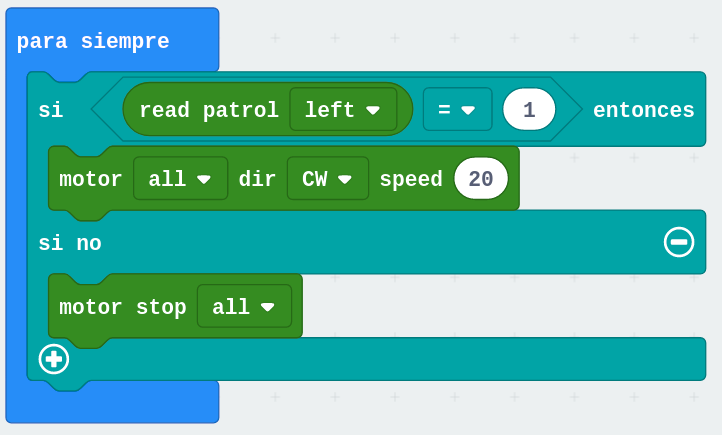 para siempre
si read patrol left = 1 entonces
motor all dir CW speed 20
si no
motor stop all